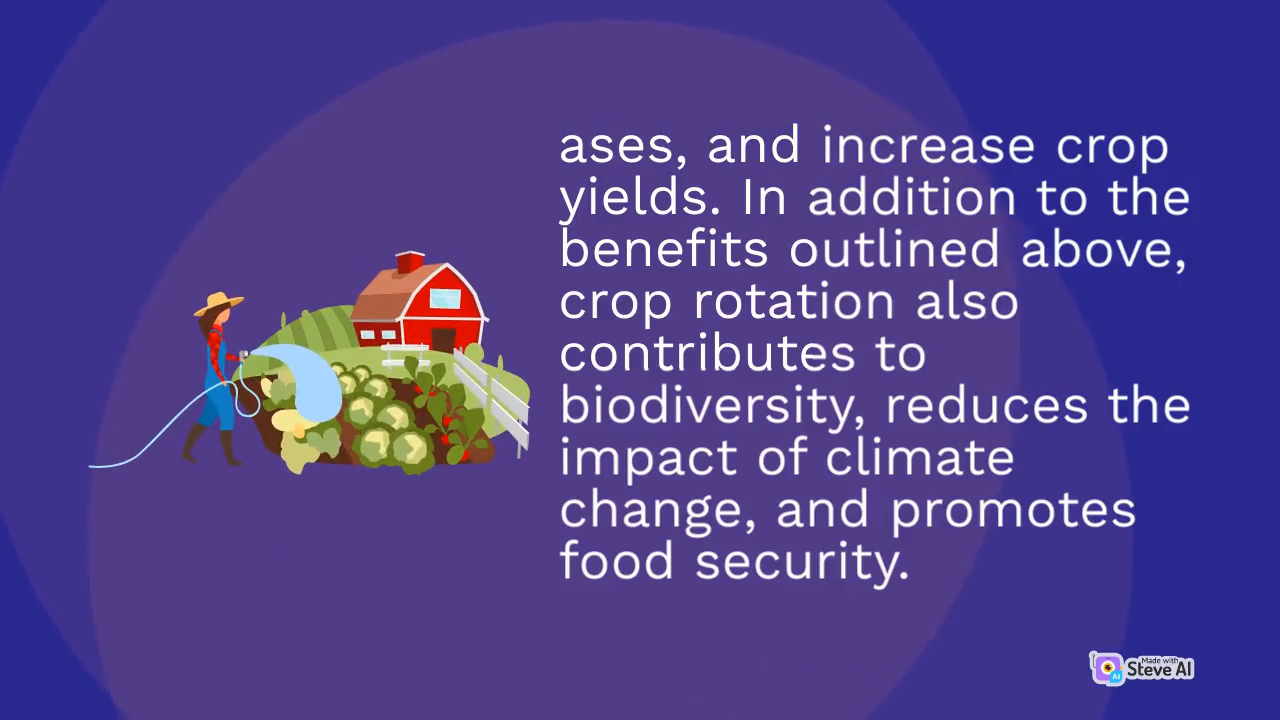 ases, and increase crop
yields. In addition to the
benefits outlined above,
crop rotation also
contributes to
biodiversity, reduces the
impact of climate
change, and promotes
food security.
Made with
Steve AI
AI